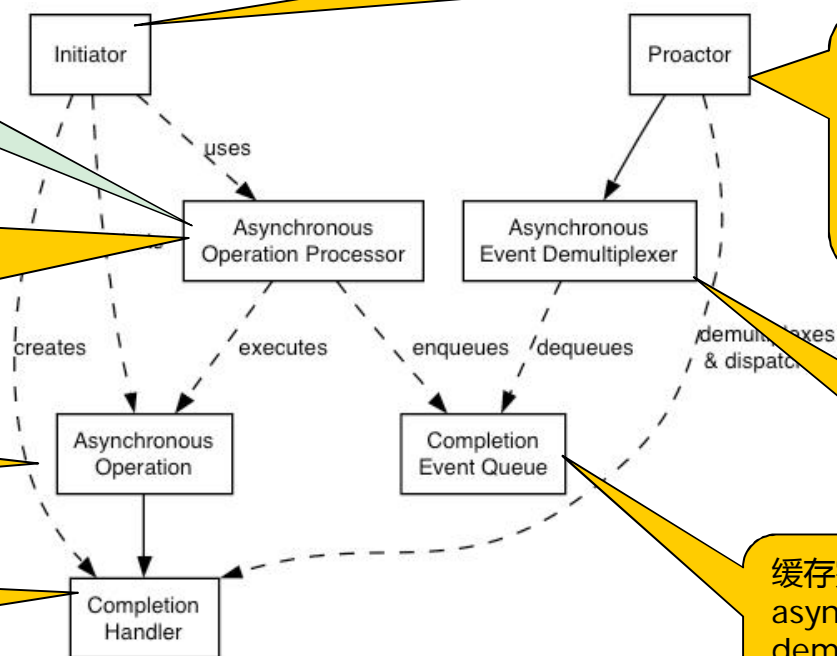 Initiator
Proactor
uses
Asynchronous
Operation Processor
Asynchronous
Event Demultiplexer
creates
executes
enqueues
dequeues
& dispatc
Asynchronous
Operation
Completion
Event Queue
Completion
Handler
缓存
asyn
dem